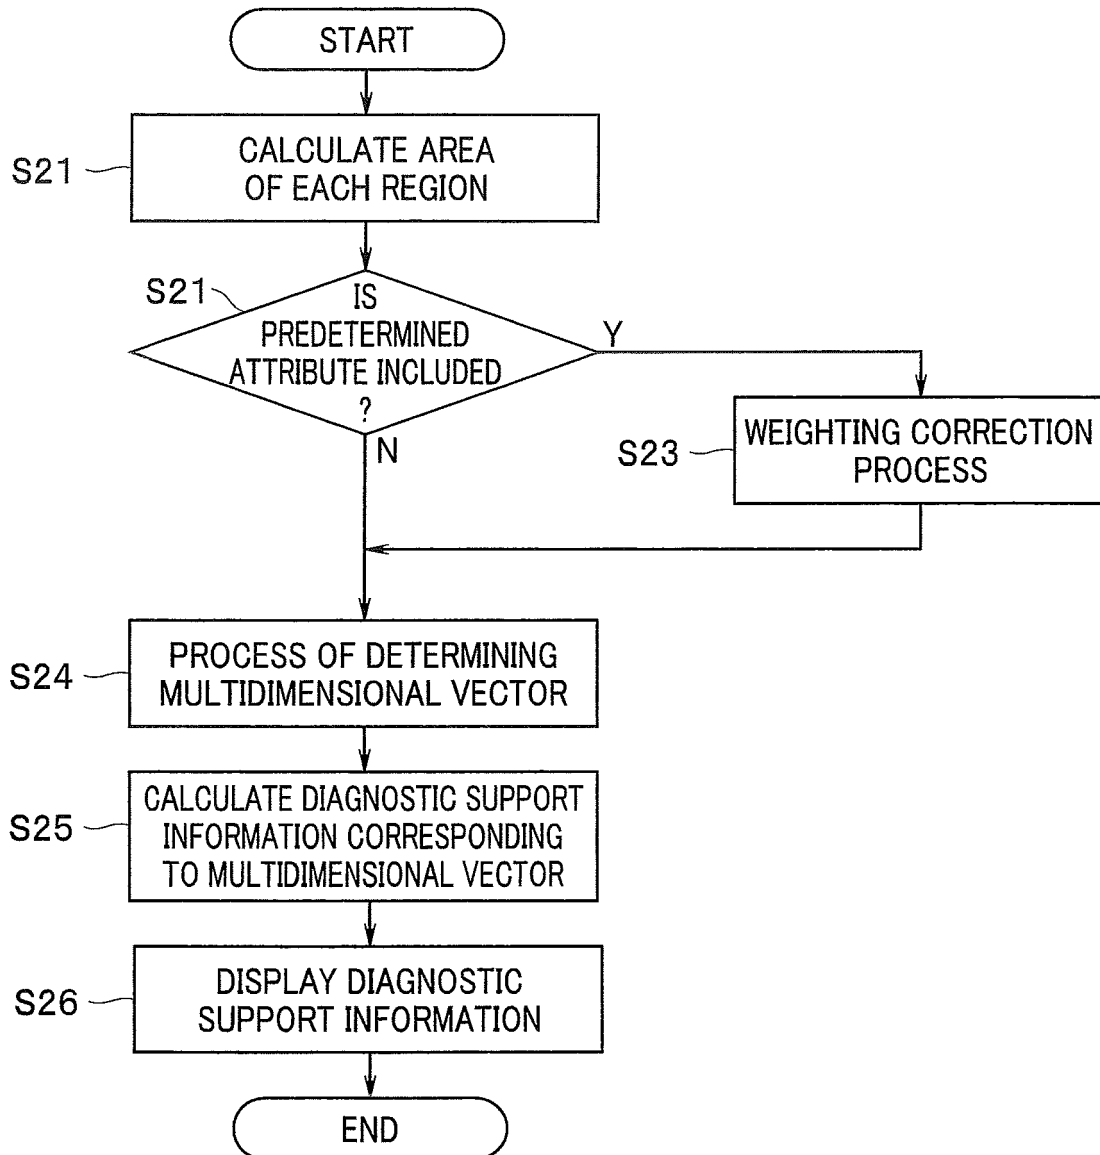 START
S21
CALCULATE AREA
OF EACH REGION
S21
IS
PREDETERMINED
ATTRIBUTE INCLUDED
?
Y
N
S23
WEIGHTING CORRECTION
PROCESS
S24
PROCESS OF DETERMINING
MULTIDIMENSIONAL VECTOR
S25
CALCULATE DIAGNOSTIC SUPPORT
INFORMATION CORRESPONDING
TO MULTIDIMENSIONAL VECTOR
S26
DISPLAY DIAGNOSTIC
SUPPORT INFORMATION
END